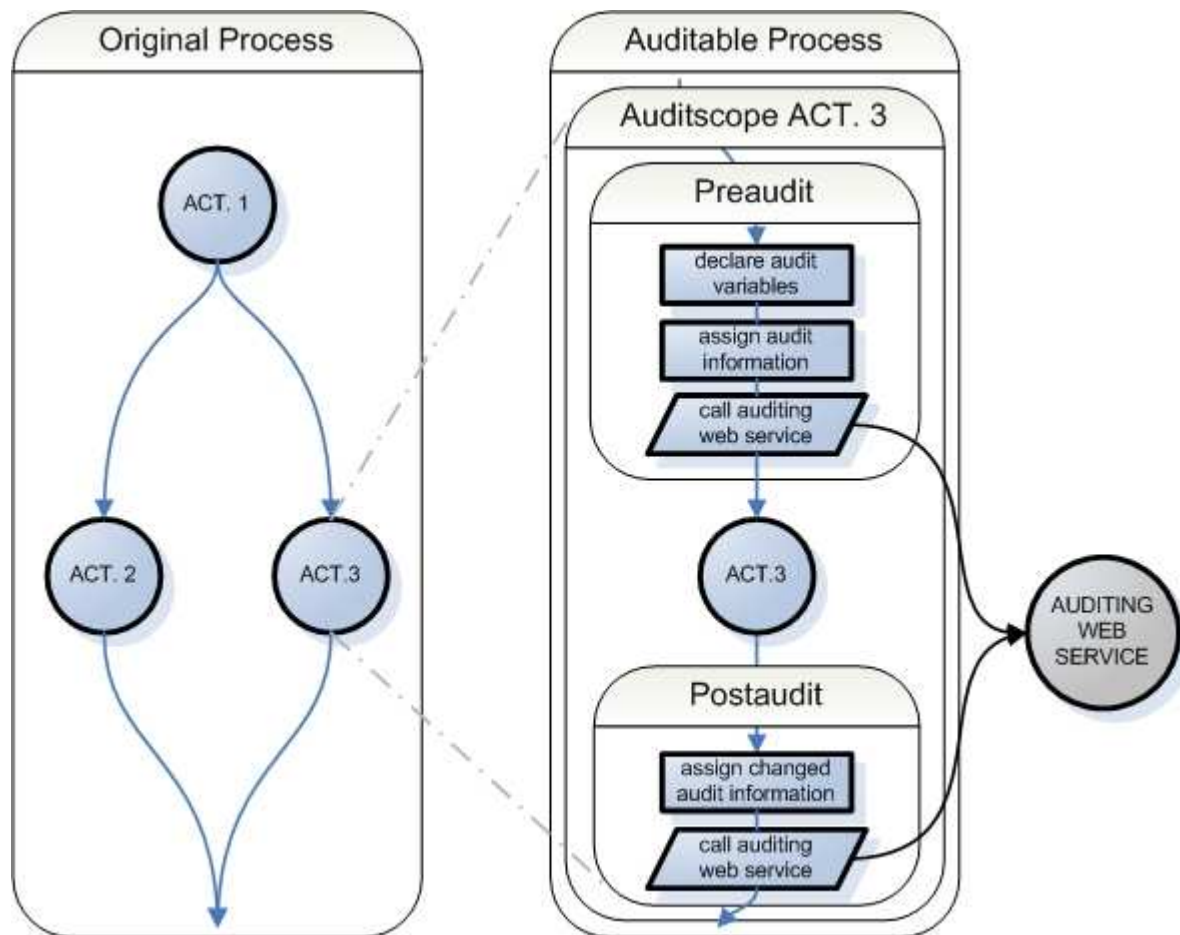 Original Process
ACT. 1
ACT. 2
ACT.3
Auditable Process
Auditscope ACT. 3
Preaudit
declare audit
variables
assign audit
information
call auditing
web service
ACT.3
Postaudit
assign changed
audit information
call auditing
web service
AUDITING
WEB
SERVICE